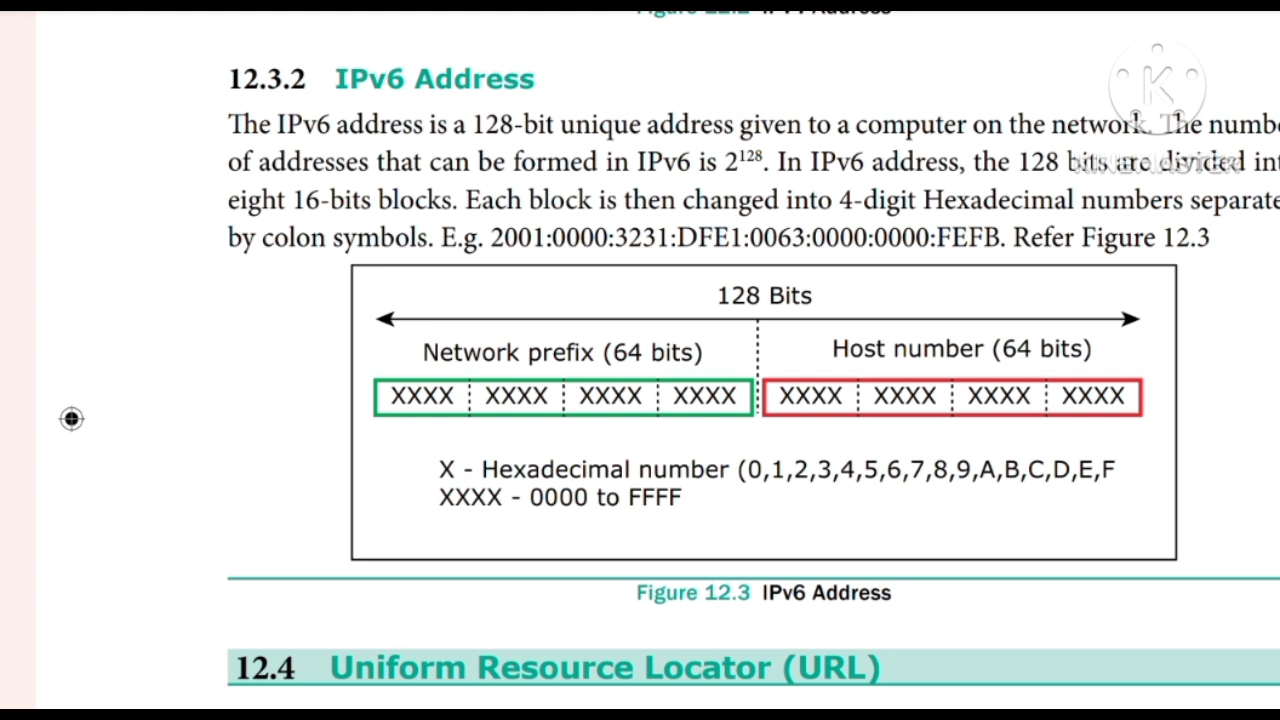 12.3.2 IPv6 Address
The IPv6 address is a 128-bit unique address given to a computer on the network. The
of addresses that can be formed in IPv6 is 2¹²⁸. In IPv6 address, the 128 bits are divided
KINEMASTER
eight 16-bits blocks. Each block is then changed into 4-digit Hexadecimal numbers
by colon symbols. E.g. 2001:0000:3231:DFE1:0063:0000:0000:FEFB. Refer Figure 12.3
128 Bits
Network prefix (64 bits) Host number (64 bits)
XXXX XXXX XXXX XXXX XXXX XXXX XXXX XXXX
X - Hexadecimal number (0,1,2,3,4,5,6,7,8,9,A,B,C,D,E,F
XXXX - 0000 to FFFF
Figure 12.3 IPv6 Address
12.4 Uniform Resource Locator (URL)